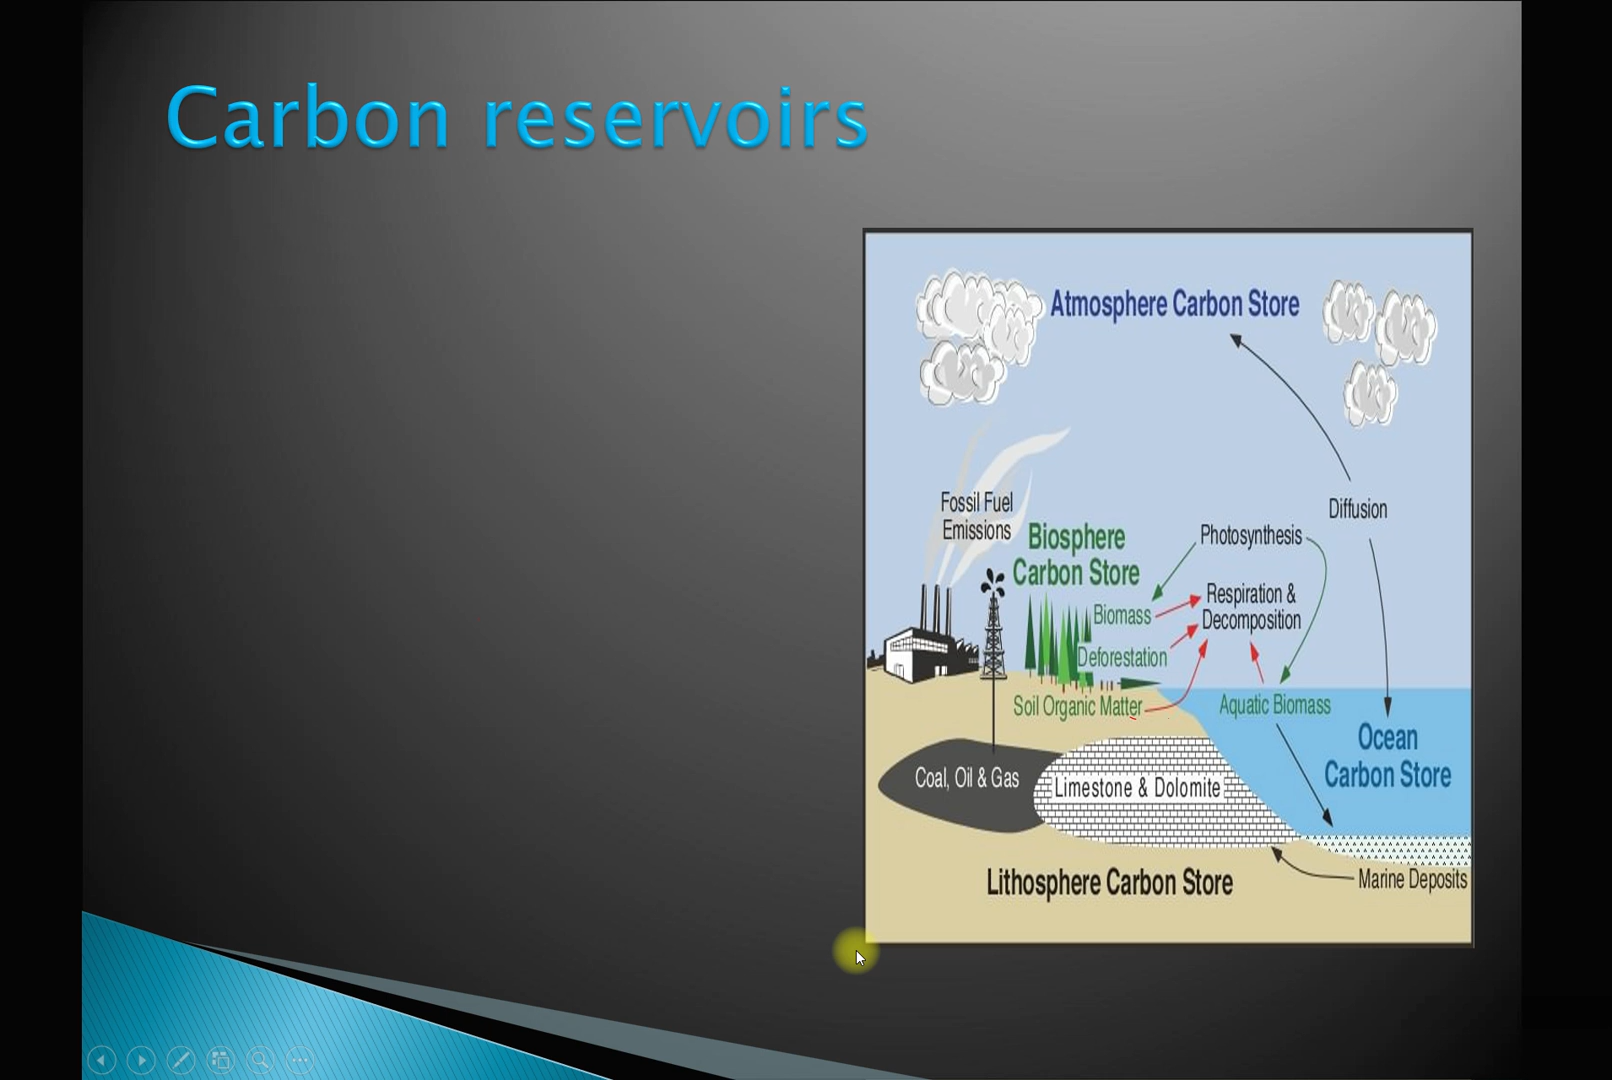 Carbon reservoirs
Atmosphere Carbon Store
Fossil Fuel
Emissions
Biosphere
Carbon Store
Diffusion
Photosynthesis
Respiration &
Decomposition
Biomass
Deforestation
Soil Organic Matter
Aquatic Biomass
Ocean
Carbon Store
Coal, Oil & Gas
Limestone & Dolomite
Lithosphere Carbon Store
Marine Deposits